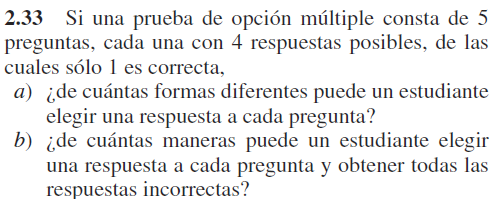 2.33 Si una prueba de opción múltiple consta de 5
preguntas, cada una con 4 respuestas posibles, de las
cuales sólo 1 es correcta,
a) ¿de cuántas formas diferentes puede un estudiante
elegir una respuesta a cada pregunta?
b) ¿de cuántas maneras puede un estudiante elegir
una respuesta a cada pregunta y obtener todas las
respuestas incorrectas?